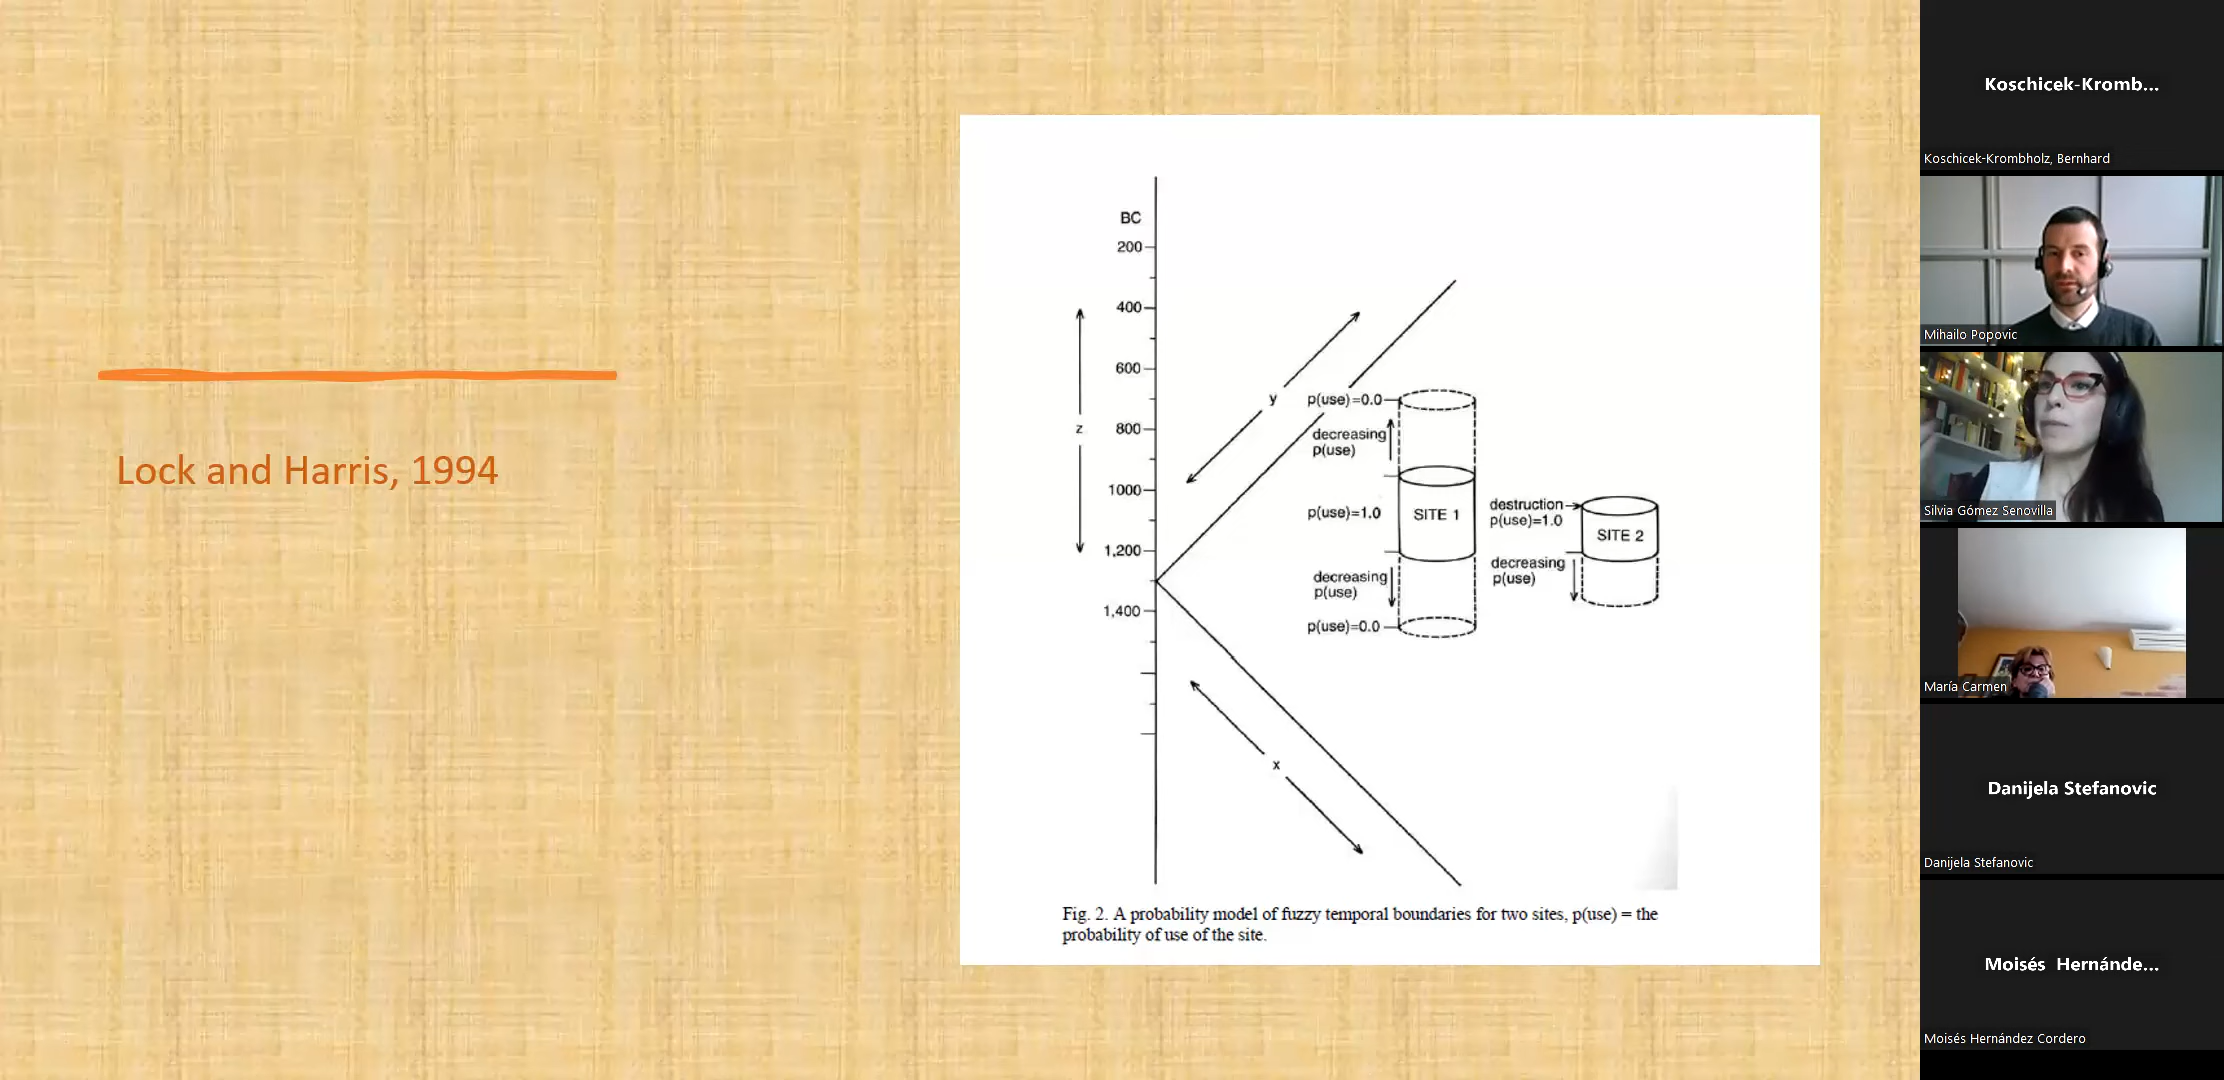 Lock and Harris, 1994
BC
200
400
600
800
1000
1,200
1,400
z
y
x
p(use)=0.0
decreasing
p(use)
p(use)=1.0
SITE 1
decreasing
p(use)
p(use)=0.0
destruction
p(use)=1.0
SITE 2
decreasing
p(use)
Fig. 2. A probability model of fuzzy temporal boundaries for two sites, p(use) = the
probability of use of the site.
Koschicek-Kromb...
Koschicek-Krombholz, Bernhard
Mihailo Popovic
Silvia Gómez Senovilla
María Carmen
Danijela Stefanovic
Danijela Stefanovic
Moisés Hernánde...
Moisés Hernández Cordero